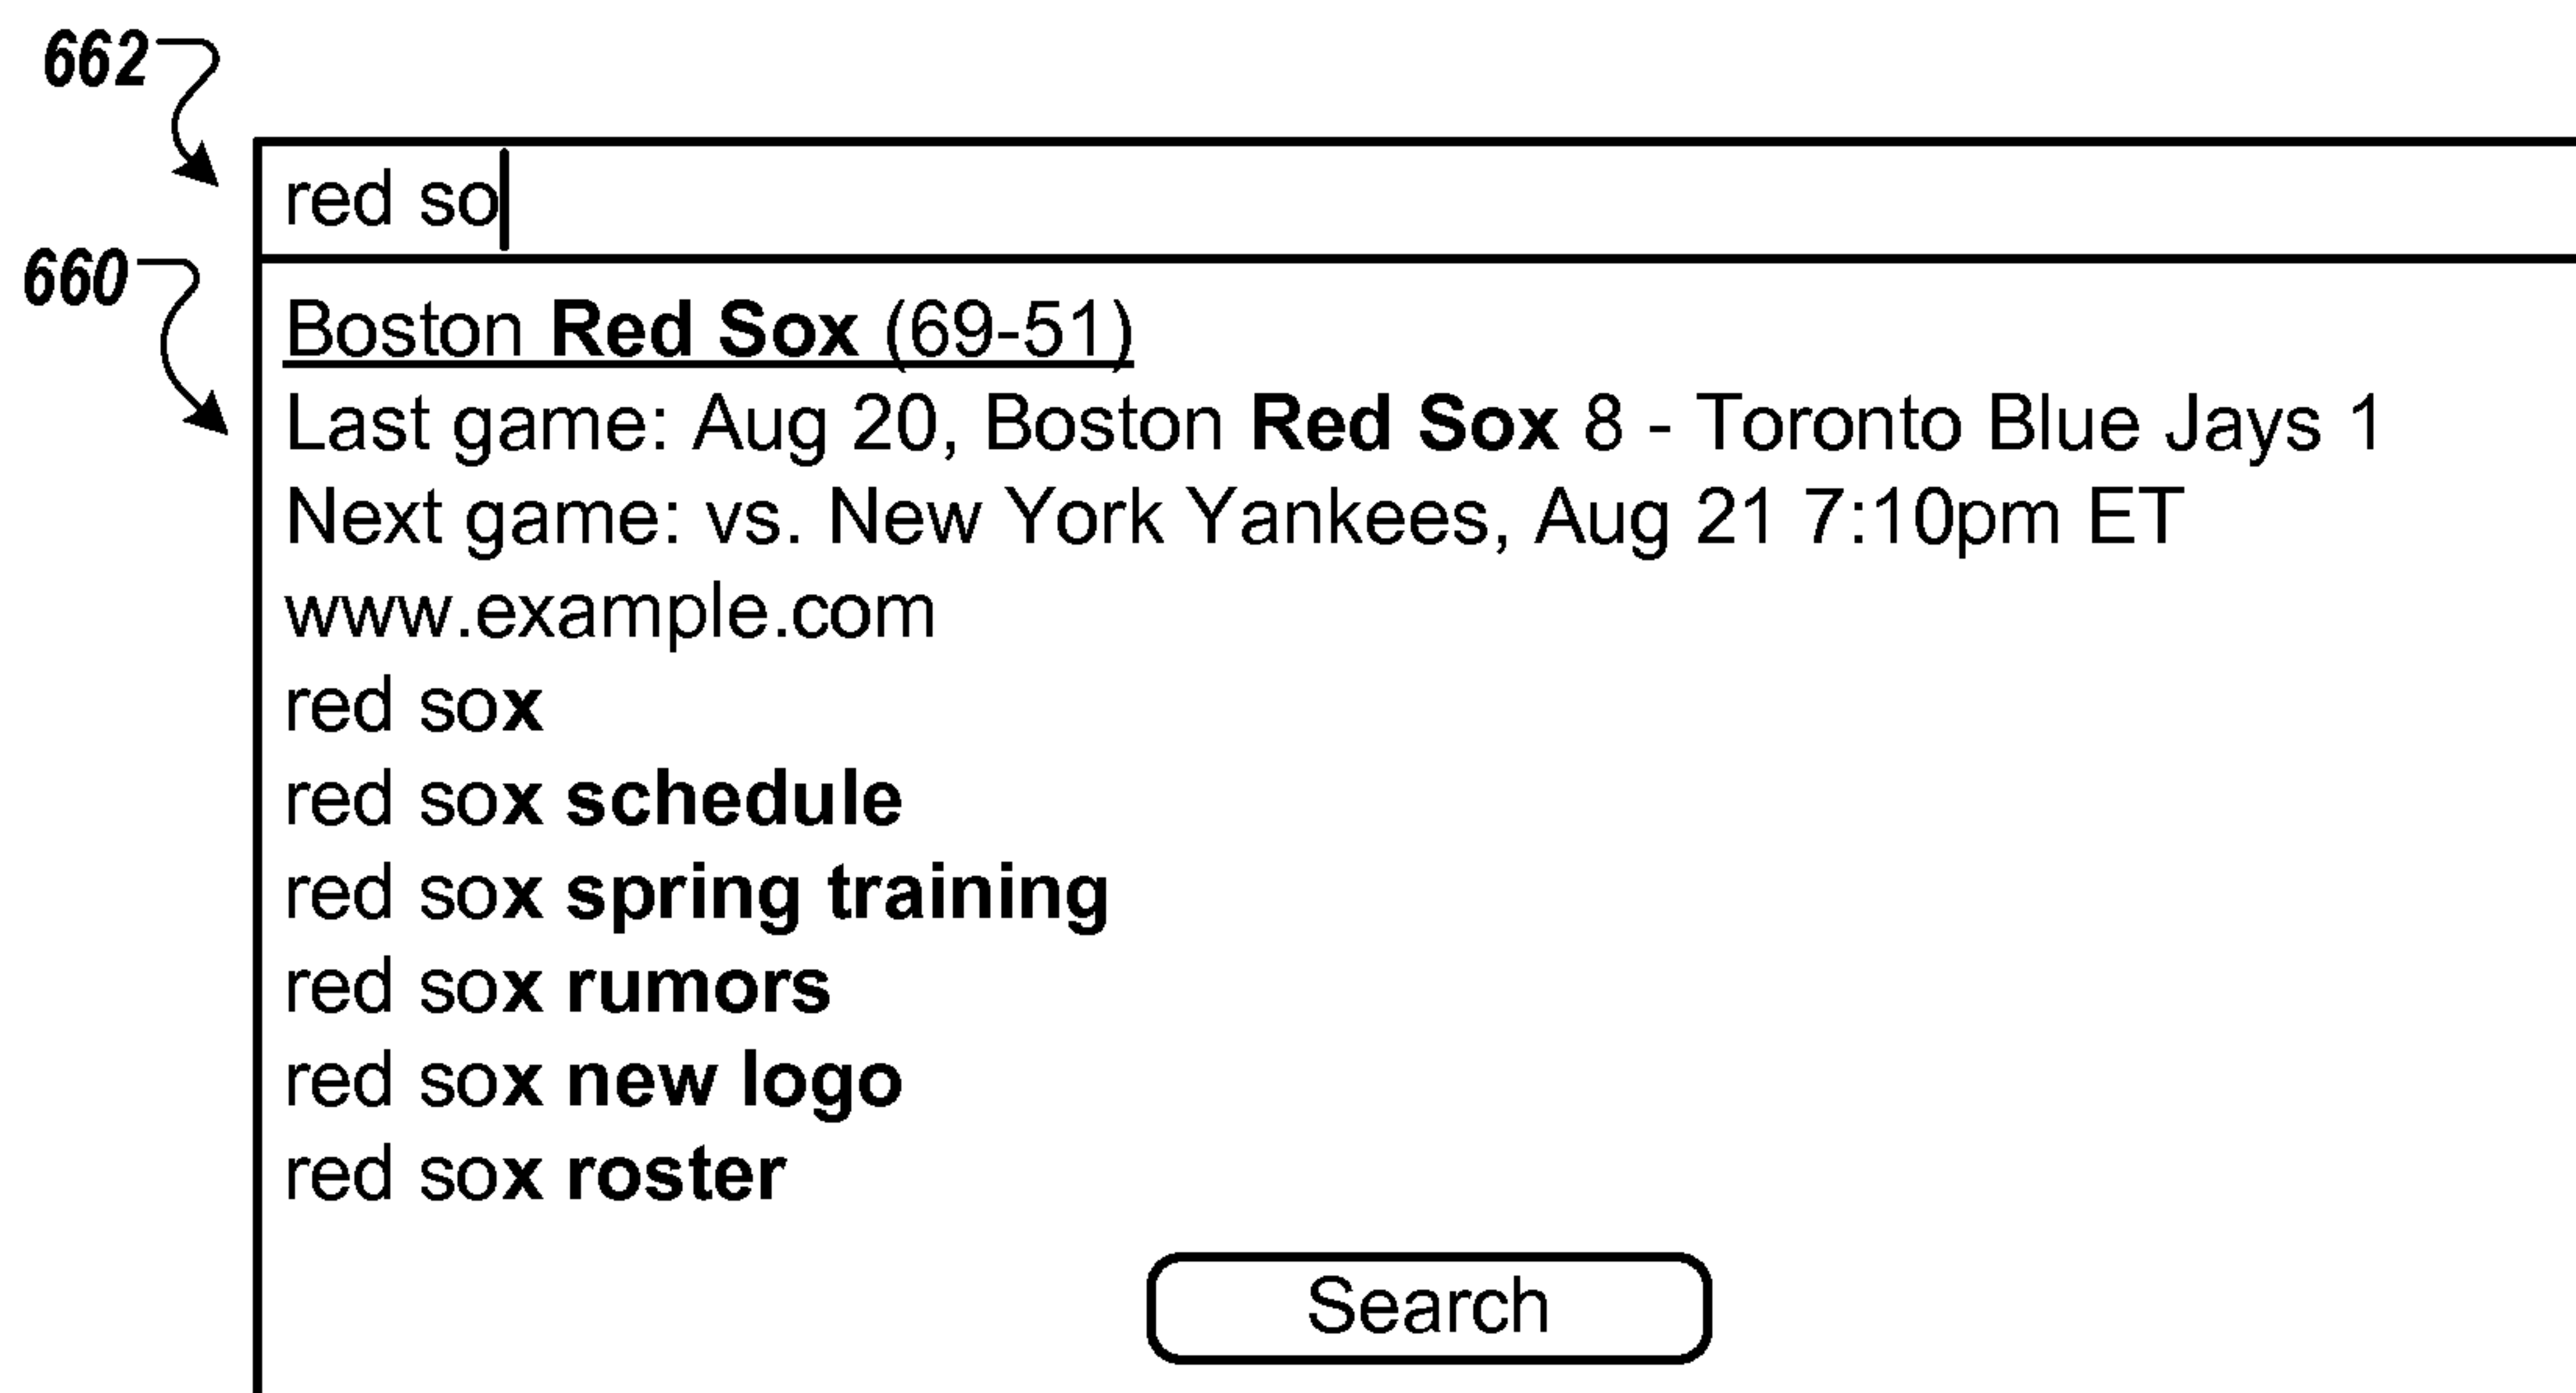 662
red so
660
Boston Red Sox (69-51)
Last game: Aug 20, Boston Red Sox 8 - Toronto Blue Jays 1
Next game: vs. New York Yankees, Aug 21 7:10pm ET
www.example.com
red sox
red sox schedule
red sox spring training
red sox rumors
red sox new logo
red sox roster
Search